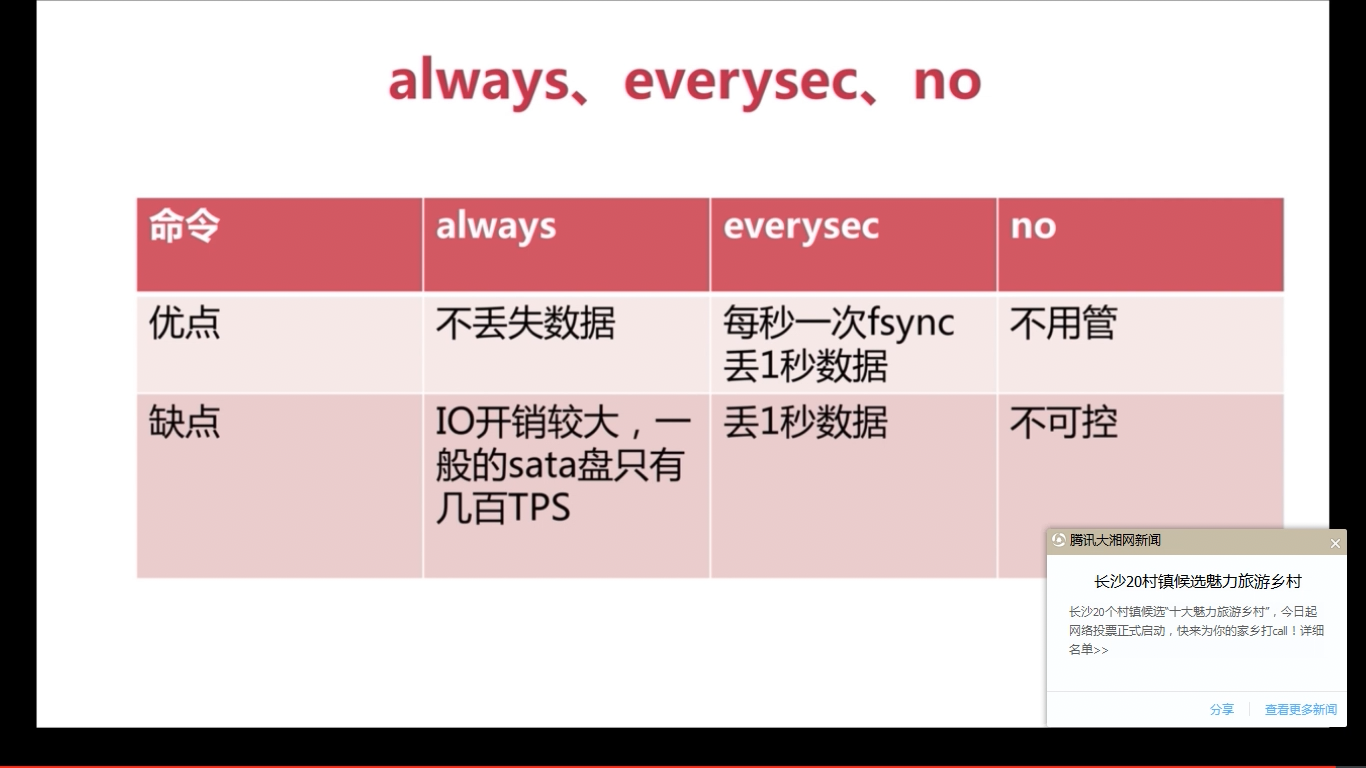 always、everysec、no
命令
always
everysec
no
优点
不丢失数据
每秒一次fsync
丢1秒数据
不用管
缺点
IO开销较大，一
般的sata盘只有
几百TPS
丢1秒数据
不可控
腾讯大湘网新闻
长沙20村镇候选魅力旅游乡村
长沙20个村镇候选“十大魅力旅游乡村”，今日起
网络投票正式启动，快来为你的家乡打call！详细
名单>>
分享
查看更多新闻